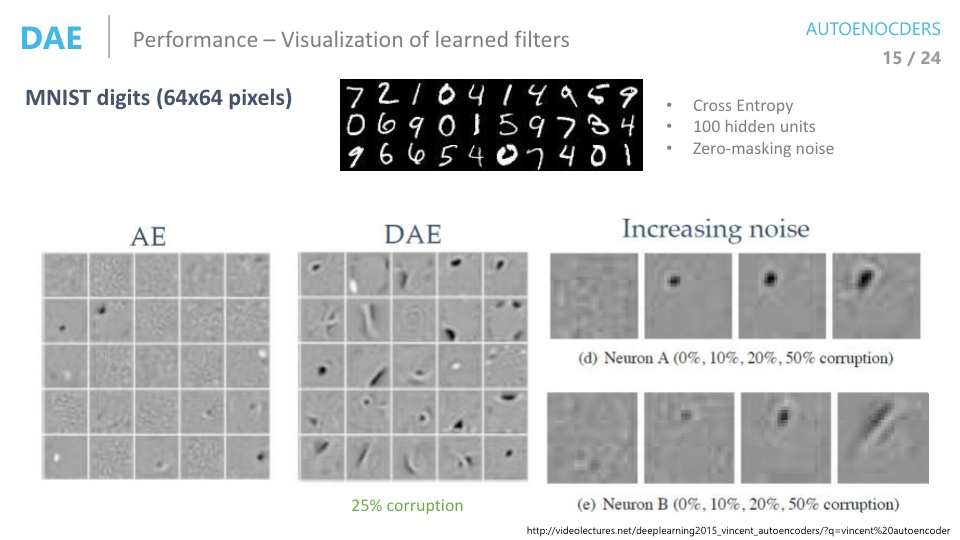 DAE
Performance – Visualization of learned filters
AUTOENOCDERS
15 / 24
MNIST digits (64x64 pixels)
7 2 1 0 4 1 4 9 5 9
0 6 9 0 1 5 9 7 3 4
9 6 6 5 4 0 7 4 0 1
• Cross Entropy
• 100 hidden units
• Zero-masking noise
AE
DAE
Increasing noise
(d) Neuron A (0%, 10%, 20%, 50% corruption)
25% corruption
(e) Neuron B (0%, 10%, 20%, 50% corruption)
http://videolectures.net/deeplearning2015_vincent_autoencoders/?q=vincent%20autoencoder